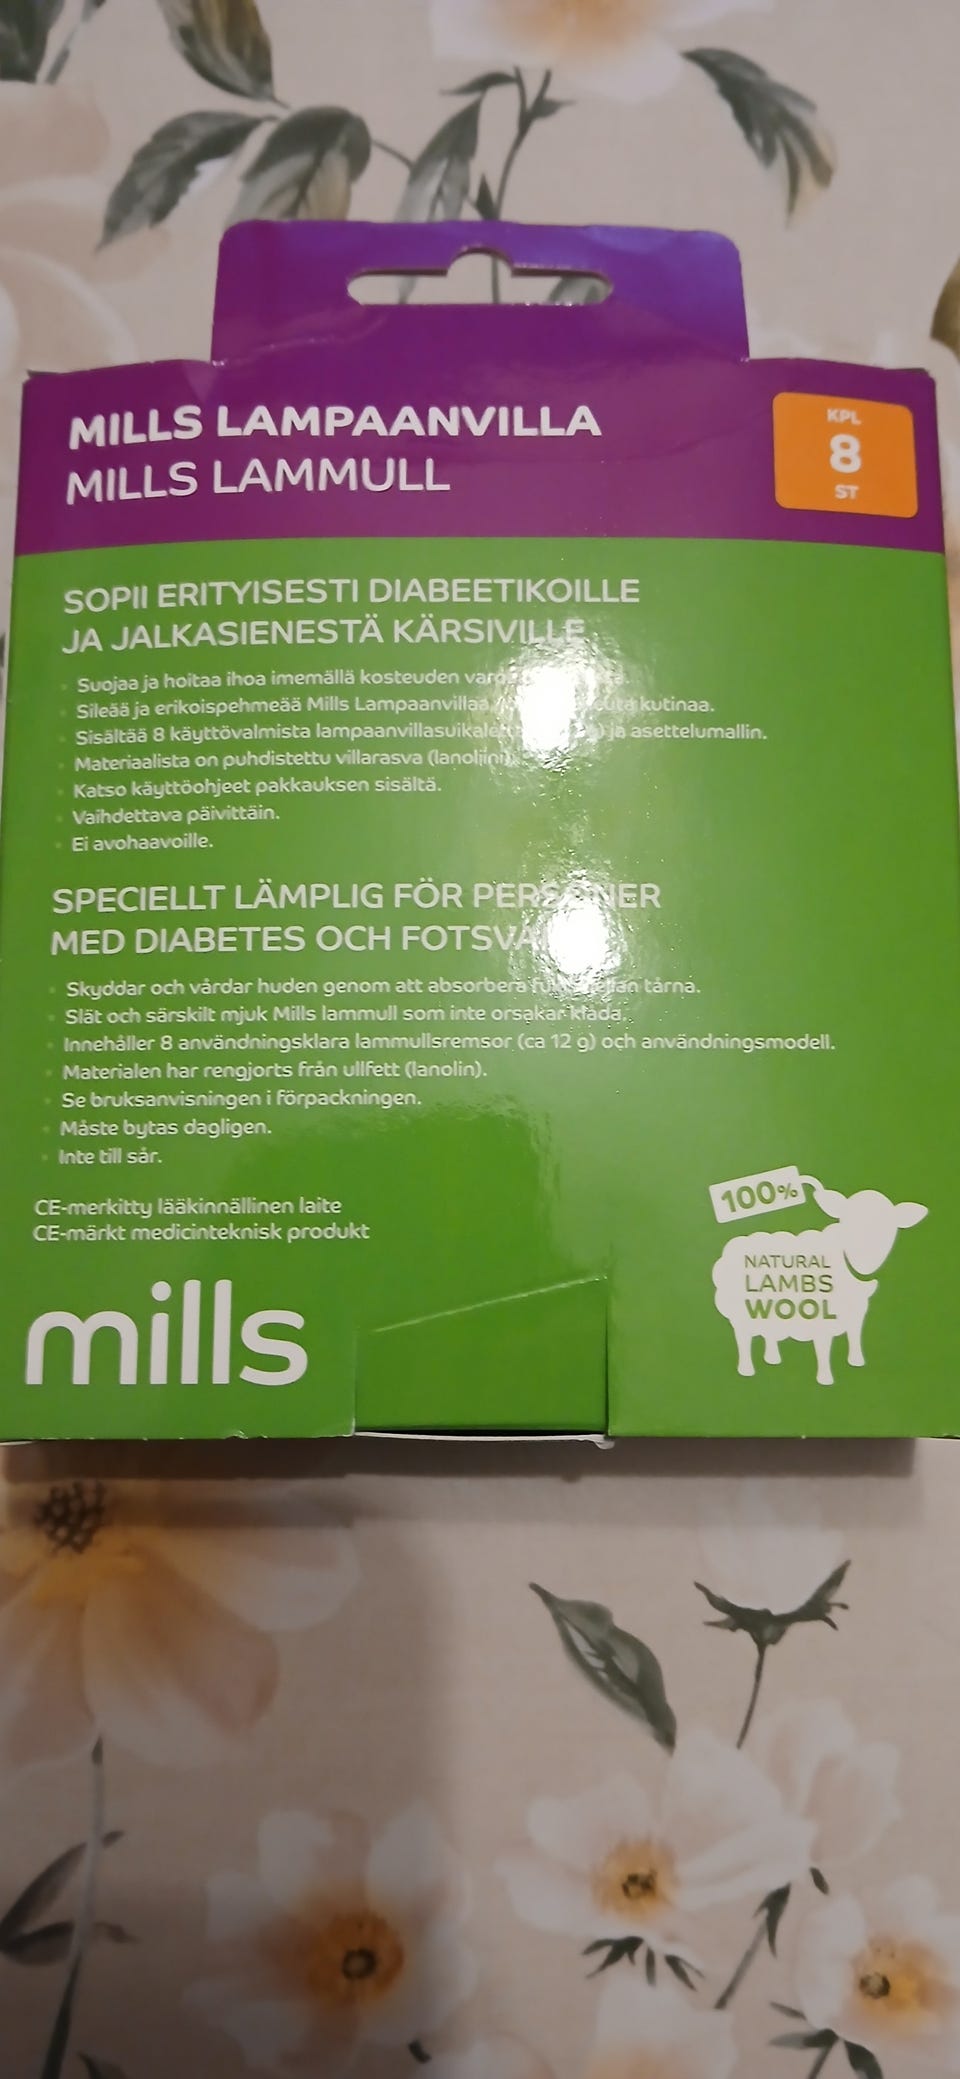 MILLS LAMPAANVILLA
MILLS LAMMULL
KPL
8
ST
SOPII ERITYISESTI DIABEETIKOILLE
JA JALKASIENESTÄ KÄRSIVILLE
Suojaa ja hoitaa ihoa imemällä kosteuden
Sileää ja erikoispehmeää Mills Lampaanvillaa kutinaa.
Sisältää 8 käyttövalmista ja asettelumallin.
Materiaalista on puhdistettu villarasva (lanoliini).
Katso käyttöohjeet pakkauksen sisältä.
Vaihdettava päivittäin.
Ei avohaavoille.
SPECIELLT LÄMPLIG FÖR PERSONER
MED DIABETES OCH
Skyddar och vårdar huden genom att absorbera tårna.
Slät och särskilt mjuk Mills lammull som inte orsakar klåda.
Innehåller 8 användningsklara lammullsremsor (ca 12 g) och användningsmodell.
Materialen har rengjorts från ullfett (lanolin).
Se bruksanvisningen i förpackningen.
Måste bytas dagligen.
Inte till sår.
CE-merkitty lääkinnällinen laite
CE-märkt medicinteknisk produkt
mills
100%
NATURAL
LAMBS
WOOL